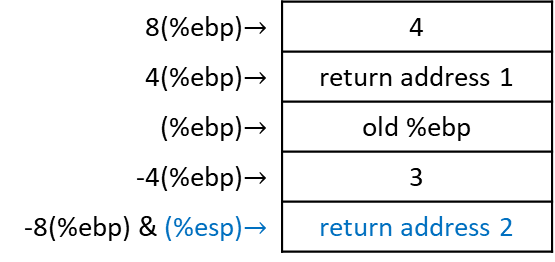 8(%ebp)→ 4
4(%ebp)→ return address 1
(%ebp)→ old %ebp
-4(%ebp)→ 3
-8(%ebp) & (%esp)→ return address 2